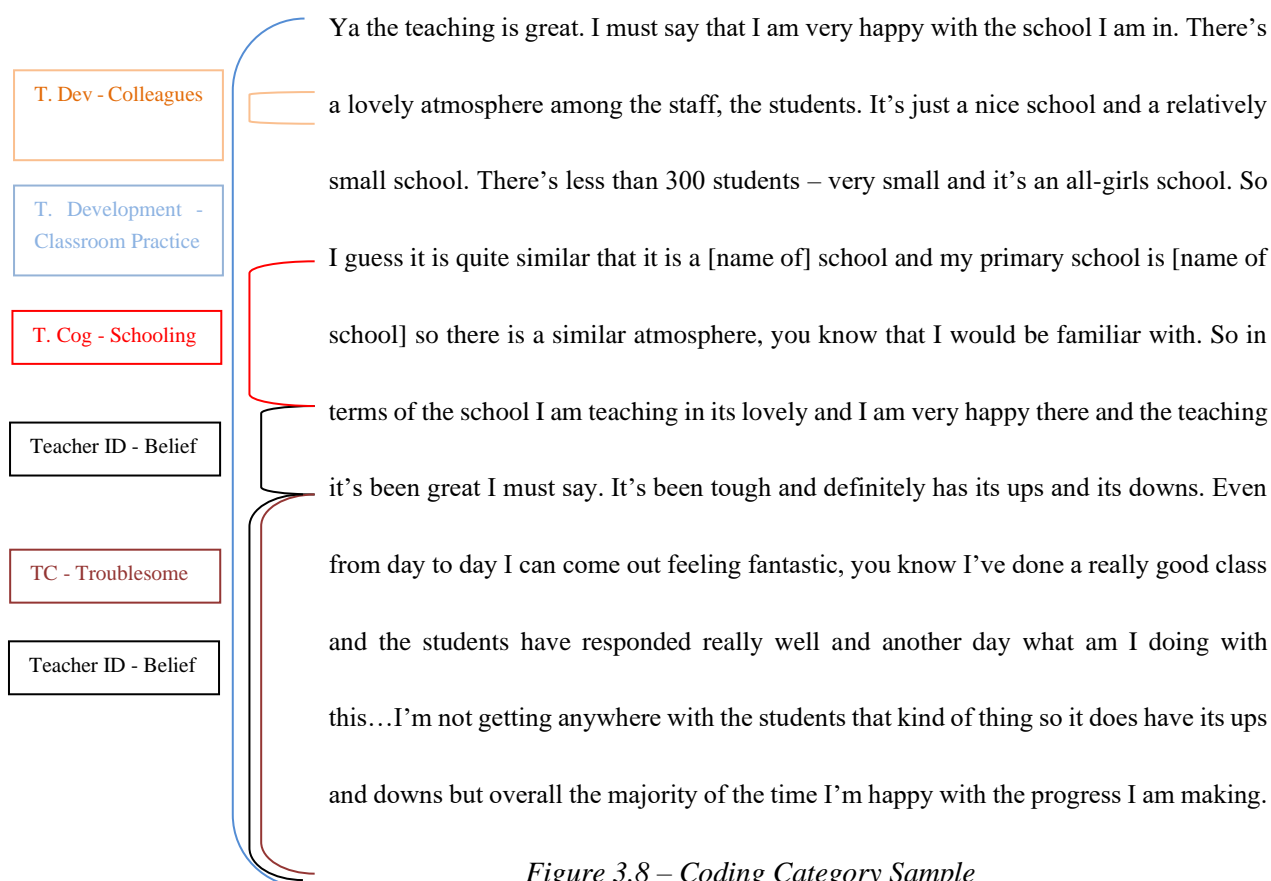 T. Dev - Colleagues
T. Development -
Classroom Practice
T. Cog - Schooling
Teacher ID - Belief
TC - Troublesome
Teacher ID - Belief
Ya the teaching is great. I must say that I am very happy with the school I am in. There’s
a lovely atmosphere among the staff, the students. It’s just a nice school and a relatively
small school. There’s less than 300 students – very small and it’s an all-girls school. So
I guess it is quite similar that it is a [name of] school and my primary school is [name of
school] so there is a similar atmosphere, you know that I would be familiar with. So in
terms of the school I am teaching in its lovely and I am very happy there and the teaching
it’s been great I must say. It’s been tough and definitely has its ups and its downs. Even
from day to day I can come out feeling fantastic, you know I’ve done a really good class
and the students have responded really well and another day what am I doing with
this…I’m not getting anywhere with the students that kind of thing so it does have its ups
and downs but overall the majority of the time I’m happy with the progress I am making.
Figure 3.8 – Coding Category Sample